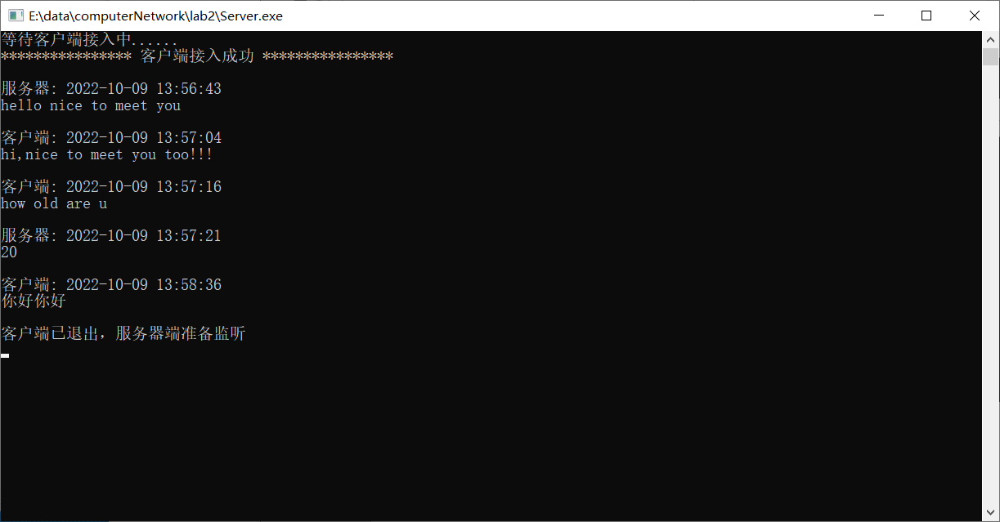 E:\data\computerNetwork\lab2\Server.exe
等待客户端接入中......
**************** 客户端接入成功 ****************
服务器: 2022-10-09 13:56:43
hello nice to meet you
客户端: 2022-10-09 13:57:04
hi,nice to meet you too!!!
客户端: 2022-10-09 13:57:16
how old are u
服务器: 2022-10-09 13:57:21
20
客户端: 2022-10-09 13:58:36
你好你好
客户端已退出，服务器端准备监听